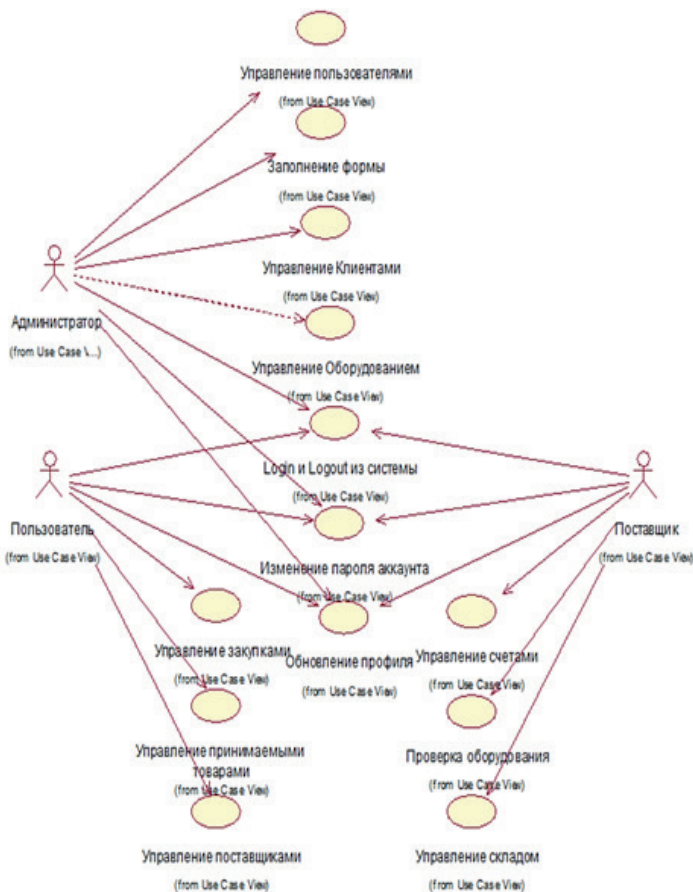 Управление пользователями
(from Use Case View)
Заполнение формы
(from Use Case View)
Управление Клиентами
(from Use Case View)
Администратор
(from Use Case \...)
Управление Оборудованием
(from Use Case View)
Login и Logout из системы
(from Use Case View)
Пользователь
(from Use Case View)
Поставщик
(from Use Case View)
Изменение пароля аккаунта
(from Use Case View)
Управление закупками
(from Use Case View)
Обновление профиля
(from Use Case View)
Управление счетами
(from Use Case View)
Управление принимаемыми
товарами
(from Use Case View)
Проверка оборудования
(from Use Case View)
Управление поставщиками
(from Use Case View)
Управление складом
(from Use Case View)